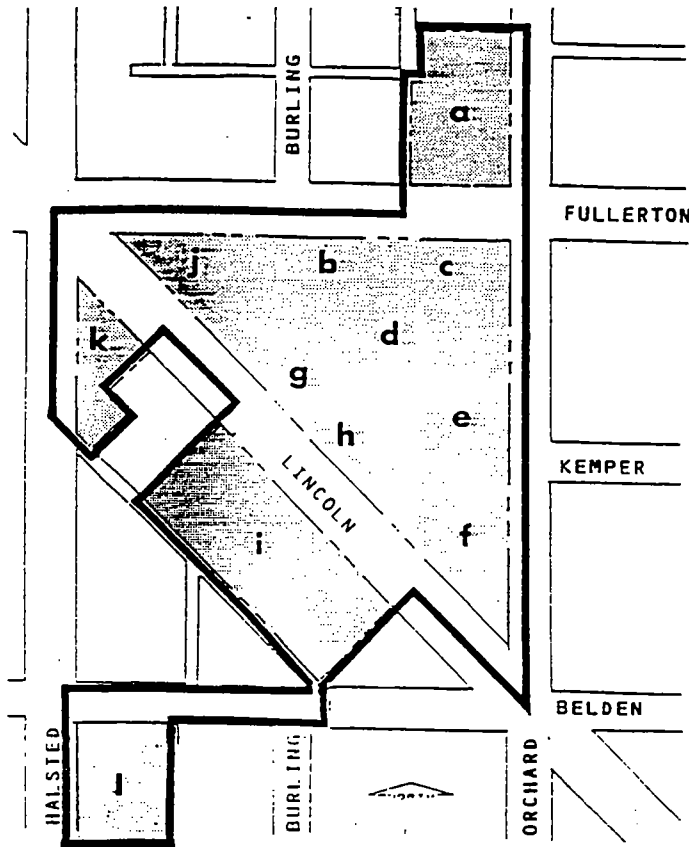 BURLING
a
FULLERTON
j
b
c
d
k
g
e
h
LINCOLN
KEMPER
i
f
BELDEN
HALSTED
l
BURLING
ORCHARD